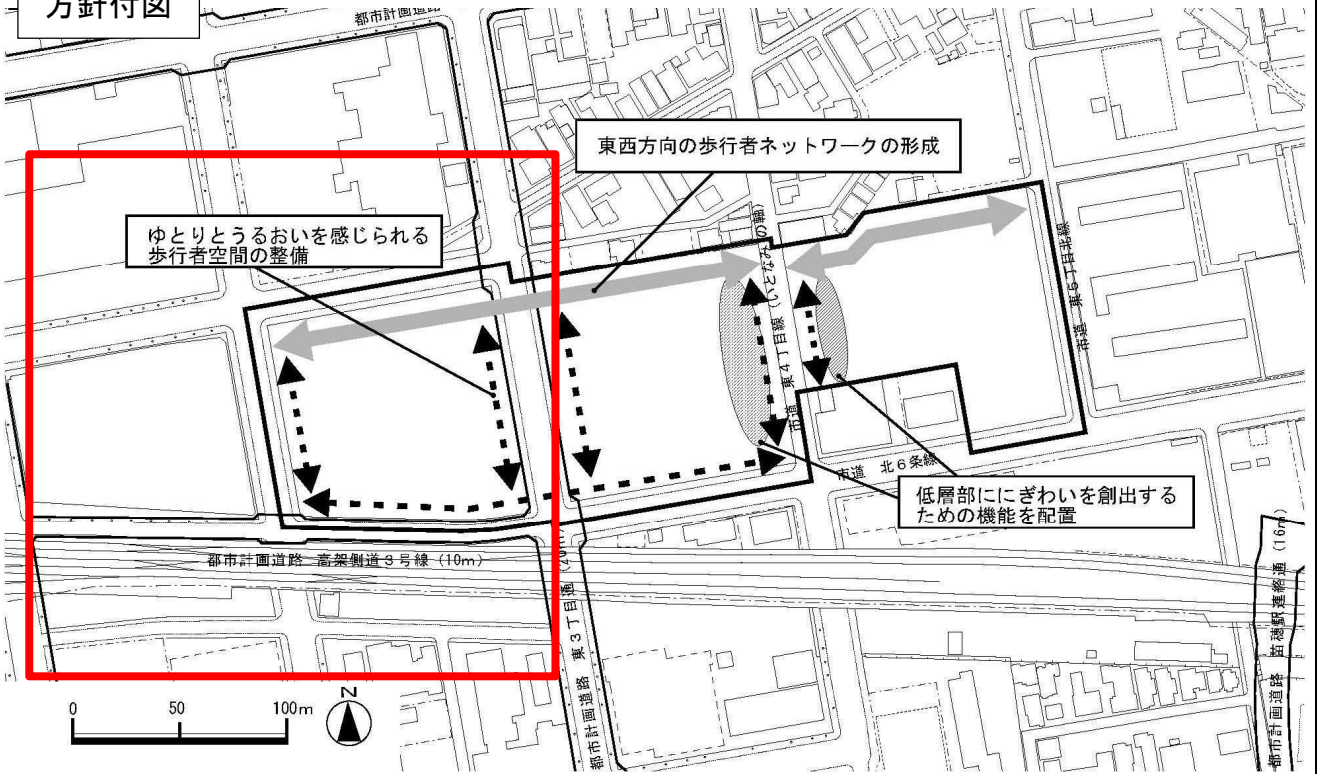 方針付図
都市計画道路
東西方向の歩行者ネットワークの形成
ゆとりとうるおいを感じられる
歩行者空間の整備
市道 東4丁目線(いとなみの軸)
市道 東5丁目北線
市道 北6条線
低層部ににぎわいを創出する
ための機能を配置
都市計画道路 高架側道3号線(10m)
都市計画道路 東3丁目通
都市計画道路 苗穂駅連絡通(16m)
0 50 100m
N